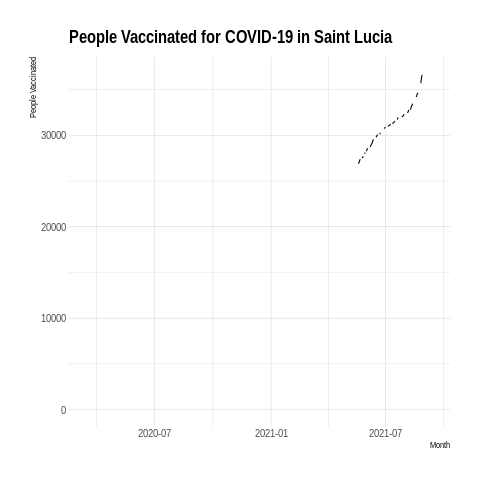 People Vaccinated for COVID-19 in Saint Lucia
People Vaccinated
30000
20000
10000
0
2020-07 2021-01 2021-07
Month